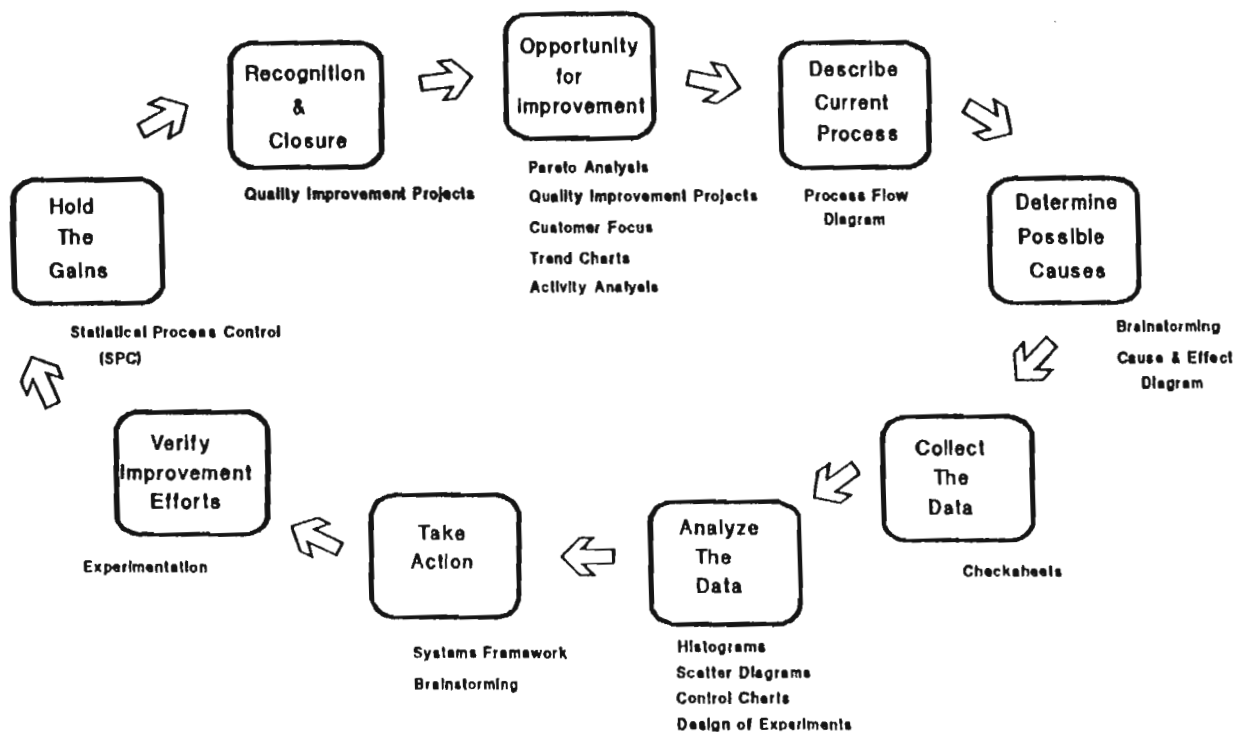 Opportunity
for
Improvement
Pareto Analysis
Quality Improvement Projects
Customer Focus
Trend Charts
Activity Analysis
Describe
Current
Process
Process Flow
Diagram
Determine
Possible
Causes
Brainstorming
Cause & Effect
Diagram
Collect
The
Data
Checksheets
Analyze
The
Data
Histograms
Scatter Diagrams
Control Charts
Design of Experiments
Take
Action
Systems Framework
Brainstorming
Verify
Improvement
Efforts
Experimentation
Hold
The
Gains
Statistical Process Control
(SPC)
Recognition
&
Closure
Quality Improvement Projects